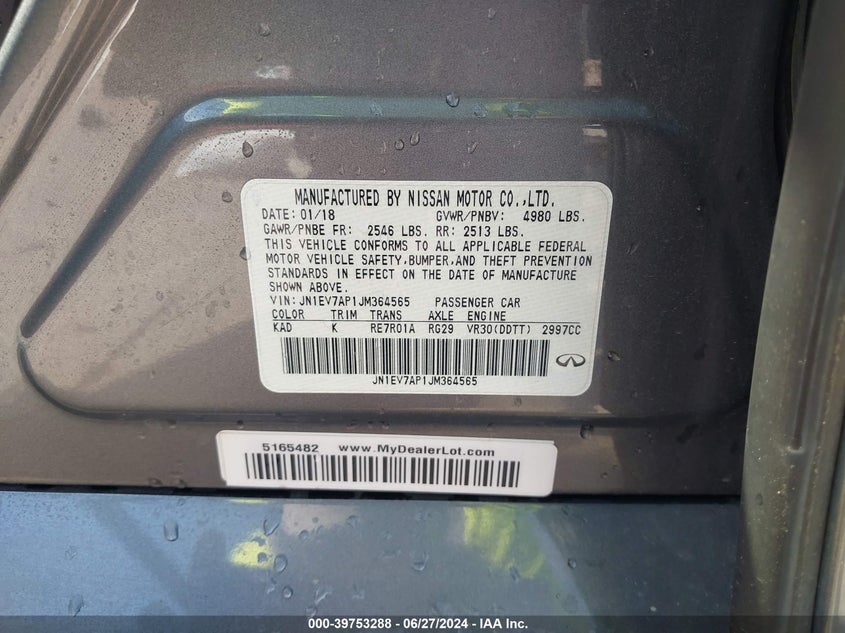 MANUFACTURED BY NISSAN MOTOR CO.,LTD.
DATE: 01/18 GVWR/PNBV: 4980 LBS.
GAWR/PNBE FR: 2546 LBS. RR: 2513 LBS.
THIS VEHICLE CONFORMS TO ALL APPLICABLE FEDERAL
MOTOR VEHICLE SAFETY,BUMPER,AND THEFT PREVENTION
STANDARDS IN EFFECT ON THE DATE OF MANUFACTURE
SHOWN ABOVE.
VIN: JN1EV7AP1JM364565 PASSENGER CAR
COLOR TRIM TRANS AXLE ENGINE
KAD K RE7R01A RG29 VR30(DDTT) 2997CC
JN1EV7AP1JM364565
5165482 www.MyDealerLot.com
000-39753288 - 06/27/2024 - IAA Inc.